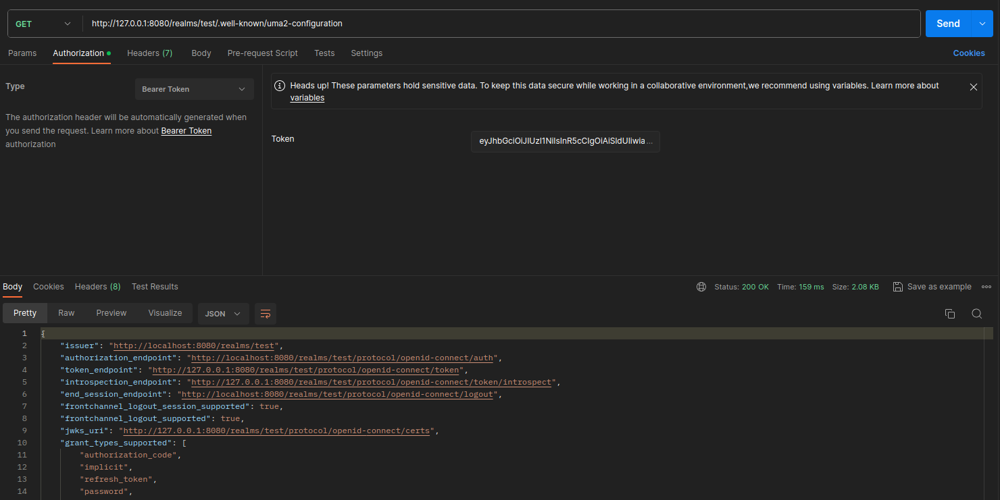 GET
http://127.0.0.1:8080/realms/test/.well-known/uma2-configuration
Send
Params
Authorization
Headers (7)
Body
Pre-request Script
Tests
Settings
Cookies
Type
Bearer Token
The authorization header will be automatically generated when
you send the request. Learn more about Bearer Token
authorization
Heads up! These parameters hold sensitive data. To keep this data secure while working in a collaborative environment,we recommend using variables. Learn more about
variables
Token
eyJhbGciOiJIUzI1NiIsInR5cCIgOiAiSldUIiwia ...
Body
Cookies
Headers (8)
Test Results
Status: 200 OK
Time: 159 ms
Size: 2.08 KB
Save as example
Pretty
Raw
Preview
Visualize
JSON
1 {
2 "issuer": "http://localhost:8080/realms/test",
3 "authorization_endpoint": "http://localhost:8080/realms/test/protocol/openid-connect/auth",
4 "token_endpoint": "http://127.0.0.1:8080/realms/test/protocol/openid-connect/token",
5 "introspection_endpoint": "http://127.0.0.1:8080/realms/test/protocol/openid-connect/token/introspect",
6 "end_session_endpoint": "http://localhost:8080/realms/test/protocol/openid-connect/logout",
7 "frontchannel_logout_session_supported": true,
8 "frontchannel_logout_supported": true,
9 "jwks_uri": "http://127.0.0.1:8080/realms/test/protocol/openid-connect/certs",
10 "grant_types_supported": [
11 "authorization_code",
12 "implicit",
13 "refresh_token",
14 "password",